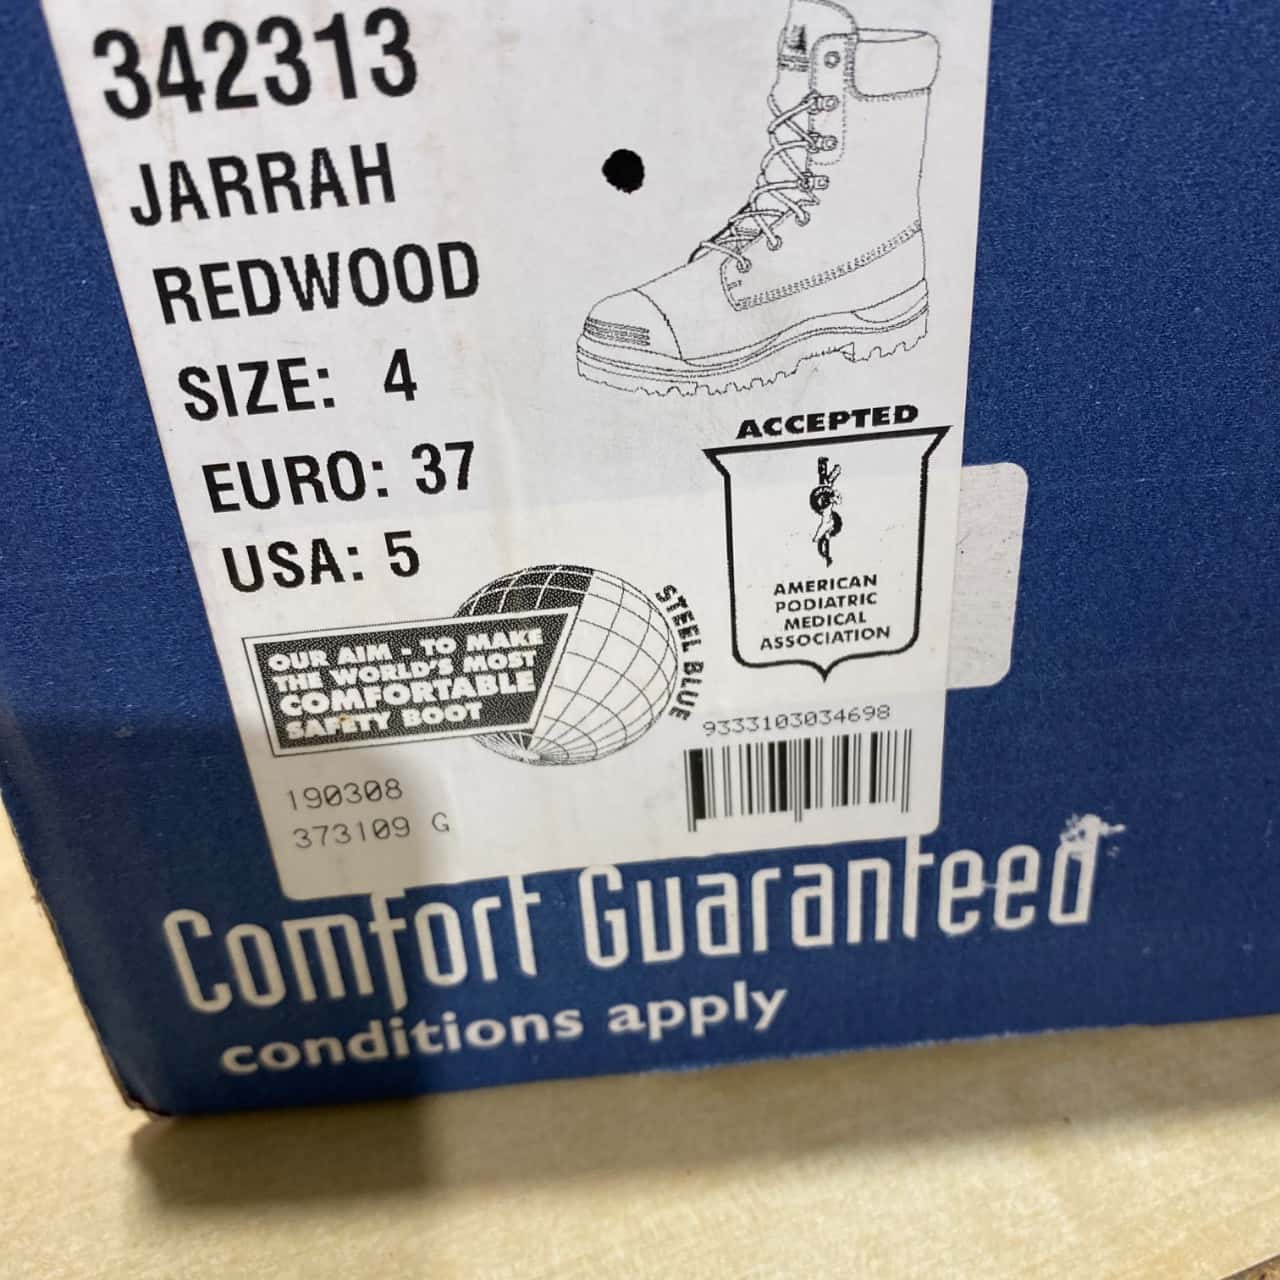 342313
JARRAH
REDWOOD
SIZE: 4
EURO: 37
USA: 5
ACCEPTED
AMERICAN
PODIATRIC
MEDICAL
ASSOCIATION
OUR AIM - TO MAKE
THE WORLD'S MOST
COMFORTABLE
SAFETY BOOT
STEEL BLUE
9333103034698
190308
373109 G
Comfort Guaranteed
conditions apply